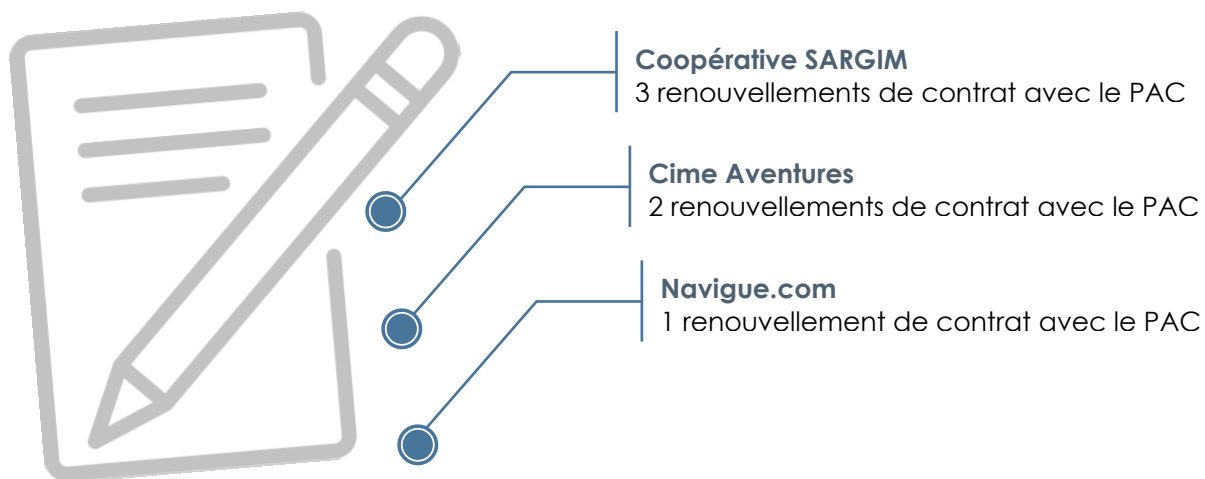 Coopérative SARGIM
3 renouvellements de contrat avec le PAC
Cime Aventures
2 renouvellements de contrat avec le PAC
Navigue.com
1 renouvellement de contrat avec le PAC